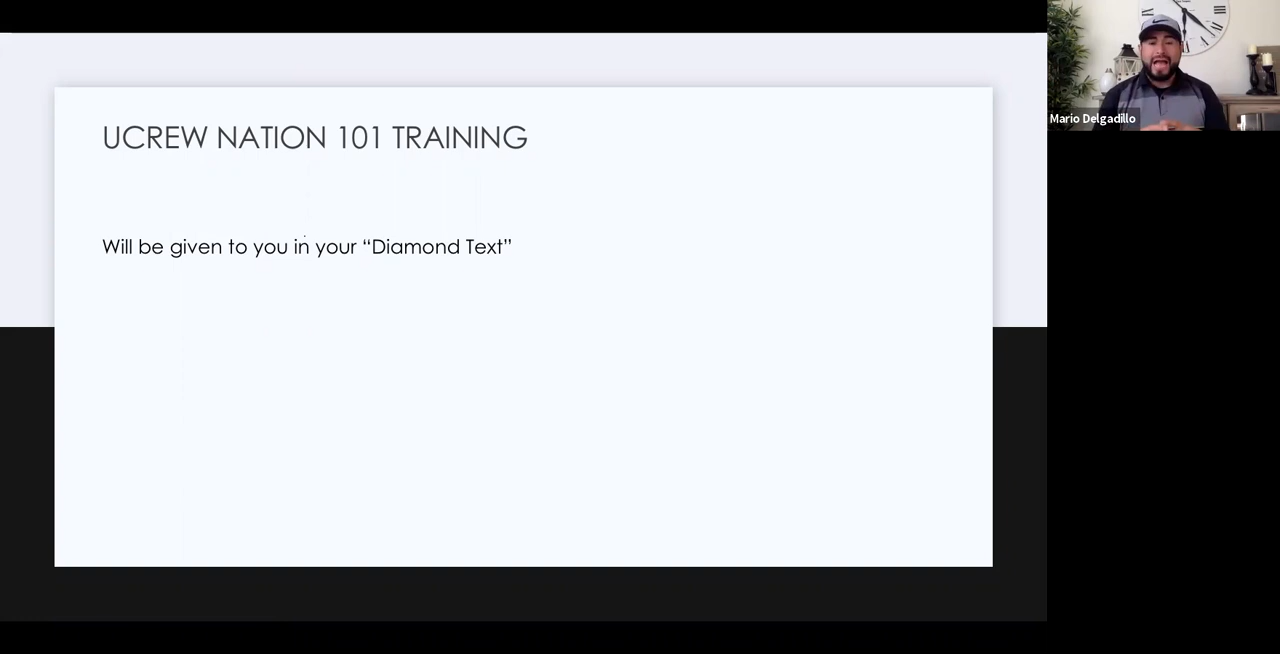 UCREW NATION 101 TRAINING
Will be given to you in your “Diamond Text”
Mario Delgadillo